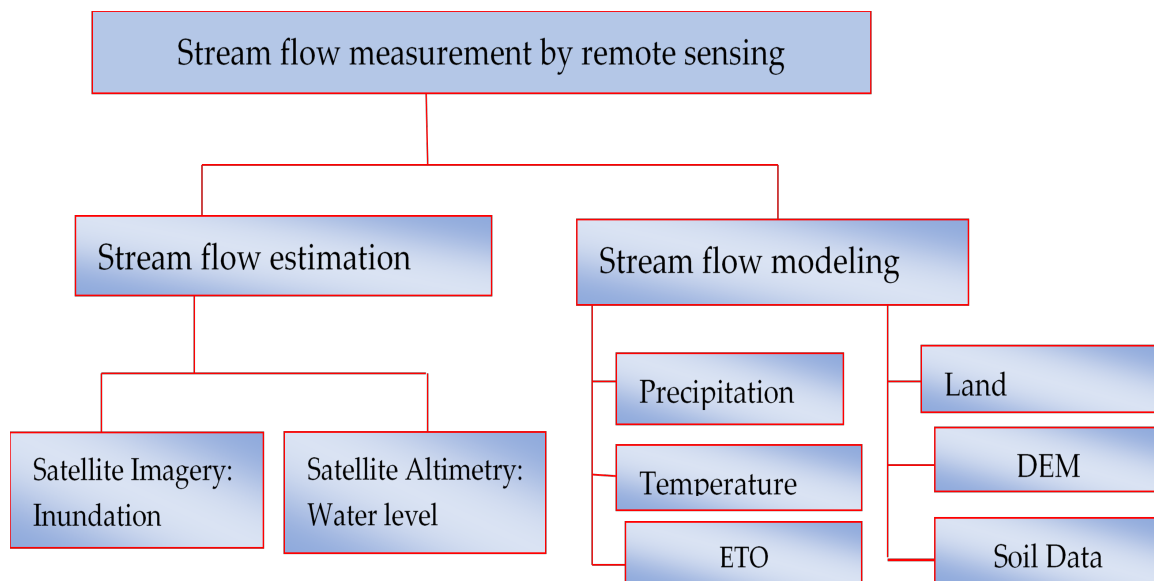 Stream flow measurement by remote sensing
Stream flow estimation
Stream flow modeling
Satellite Imagery:
Inundation
Satellite Altimetry:
Water level
Precipitation
Temperature
ETO
Land
DEM
Soil Data